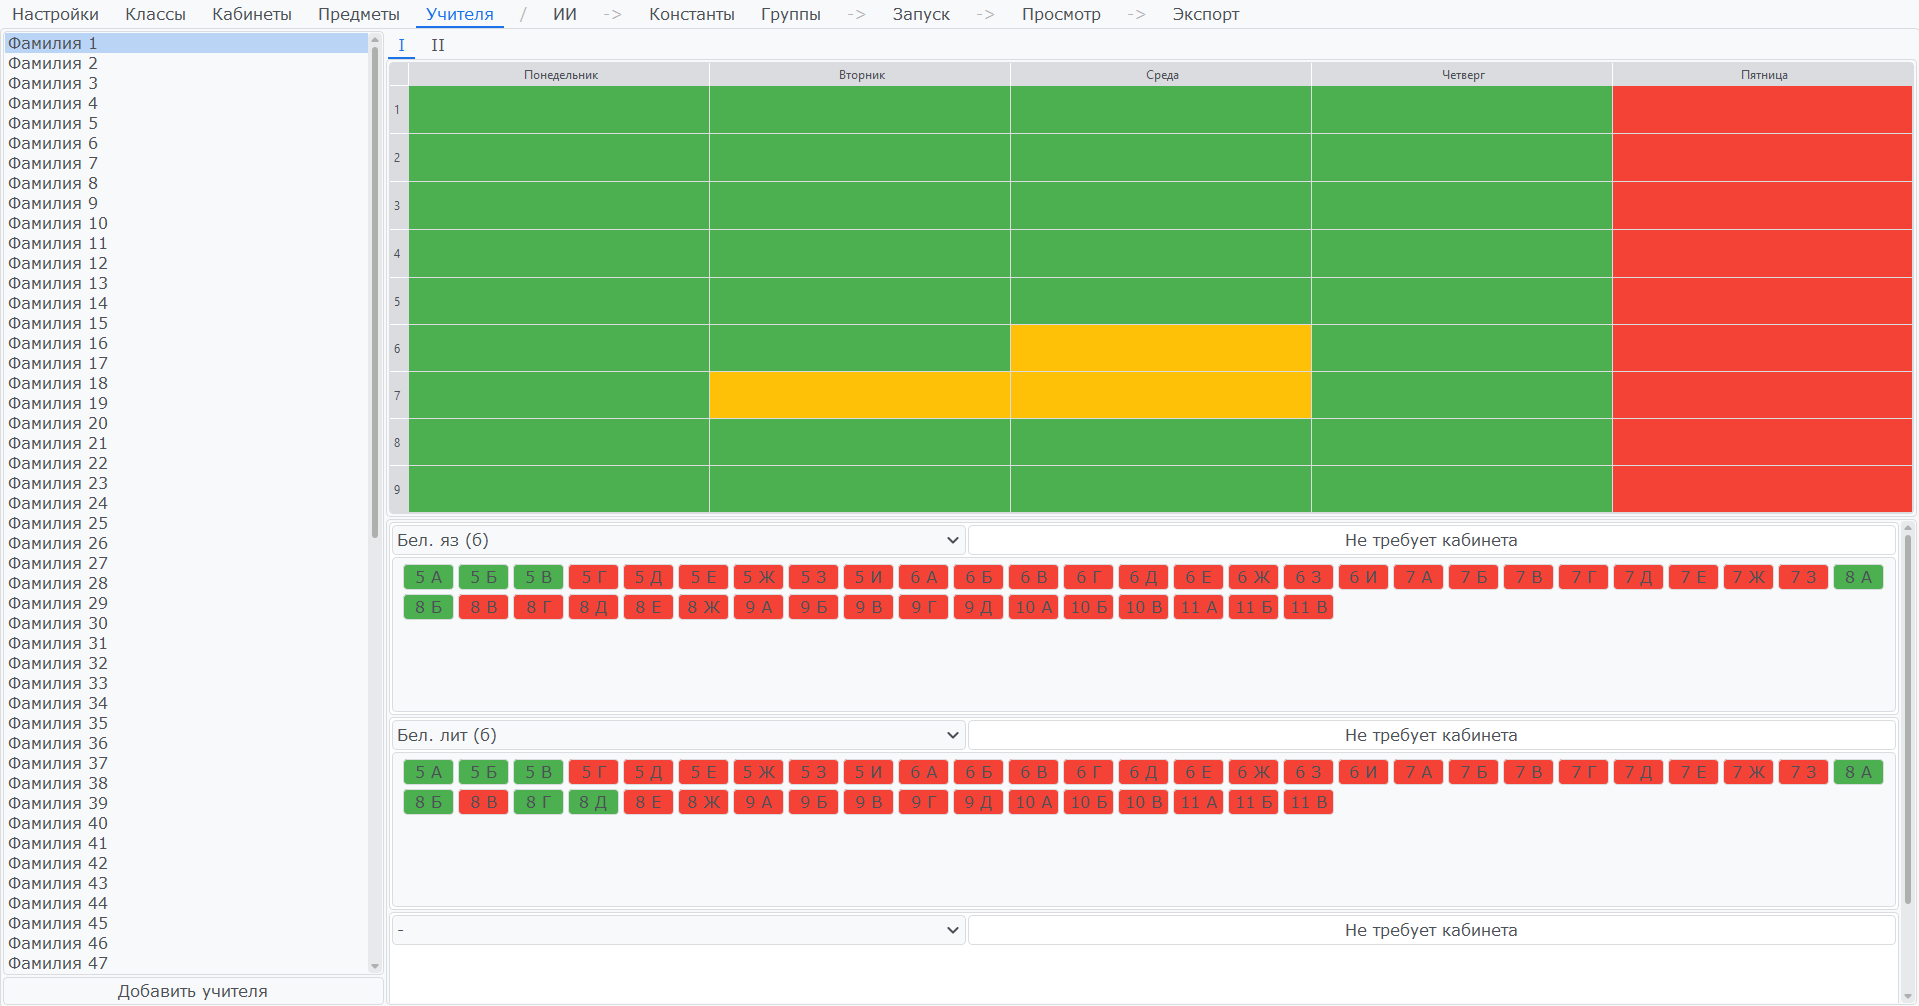 Настройки Классы Кабинеты Предметы Учителя / ИИ -> Константы Группы -> Запуск -> Просмотр -> Экспорт
Фамилия 1
Фамилия 2
Фамилия 3
Фамилия 4
Фамилия 5
Фамилия 6
Фамилия 7
Фамилия 8
Фамилия 9
Фамилия 10
Фамилия 11
Фамилия 12
Фамилия 13
Фамилия 14
Фамилия 15
Фамилия 16
Фамилия 17
Фамилия 18
Фамилия 19
Фамилия 20
Фамилия 21
Фамилия 22
Фамилия 23
Фамилия 24
Фамилия 25
Фамилия 26
Фамилия 27
Фамилия 28
Фамилия 29
Фамилия 30
Фамилия 31
Фамилия 32
Фамилия 33
Фамилия 34
Фамилия 35
Фамилия 36
Фамилия 37
Фамилия 38
Фамилия 39
Фамилия 40
Фамилия 41
Фамилия 42
Фамилия 43
Фамилия 44
Фамилия 45
Фамилия 46
Фамилия 47
Добавить учителя
I II
Понедельник Вторник Среда Четверг Пятница
1
2
3
4
5
6
7
8
9
Бел. яз (б) Не требует кабинета
5 А 5 Б 5 В 5 Г 5 Д 5 Е 5 Ж 5 З 5 И 6 А 6 Б 6 В 6 Г 6 Д 6 Е 6 Ж 6 З 6 И 7 А 7 Б 7 В 7 Г 7 Д 7 Е 7 Ж 7 З 8 А
8 Б 8 В 8 Г 8 Д 8 Е 8 Ж 9 А 9 Б 9 В 9 Г 9 Д 10 А 10 Б 10 В 11 А 11 Б 11 В
Бел. лит (б) Не требует кабинета
5 А 5 Б 5 В 5 Г 5 Д 5 Е 5 Ж 5 З 5 И 6 А 6 Б 6 В 6 Г 6 Д 6 Е 6 Ж 6 З 6 И 7 А 7 Б 7 В 7 Г 7 Д 7 Е 7 Ж 7 З 8 А
8 Б 8 В 8 Г 8 Д 8 Е 8 Ж 9 А 9 Б 9 В 9 Г 9 Д 10 А 10 Б 10 В 11 А 11 Б 11 В
- Не требует кабинета